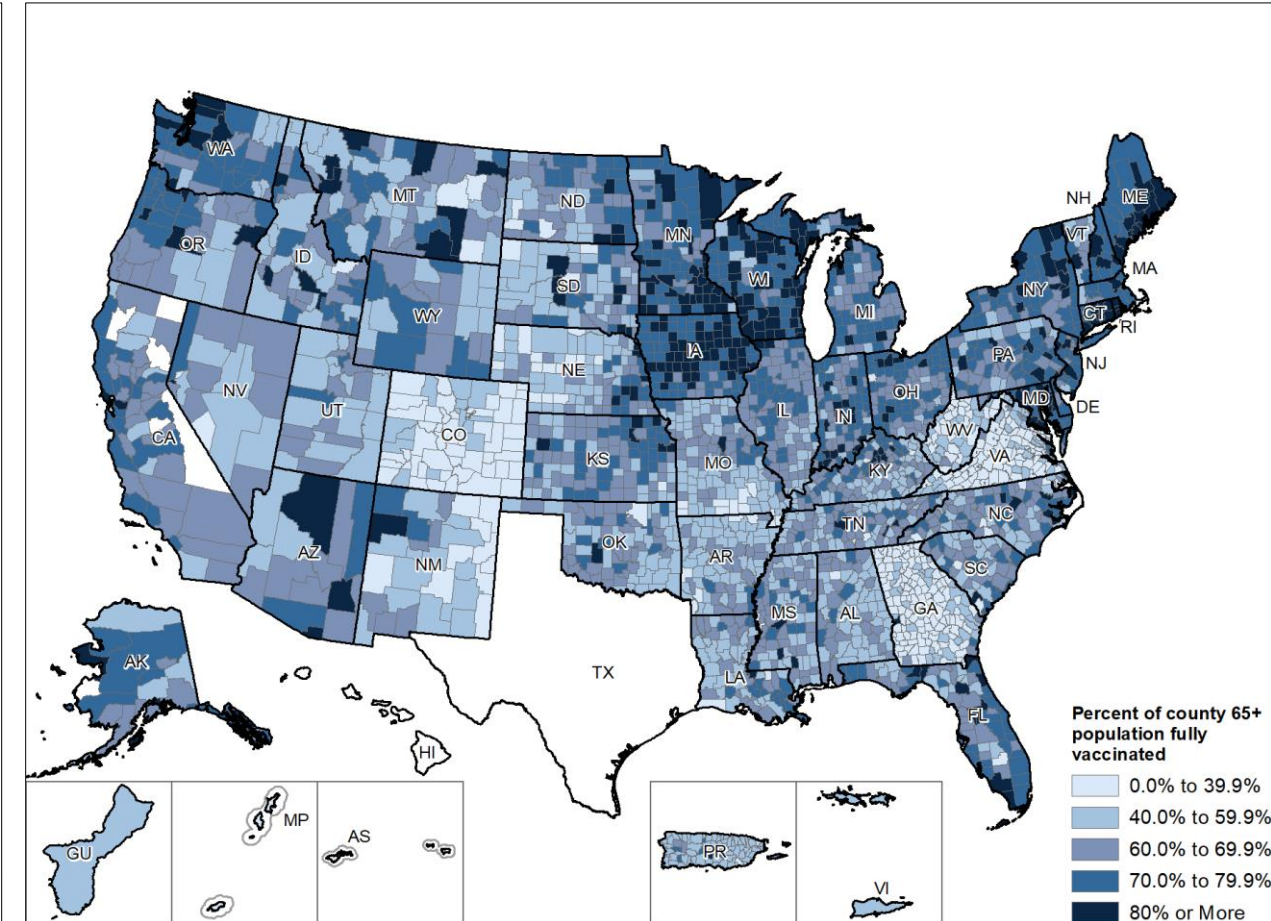 WA
MT
ND
MN
OR
ID
SD
WI
WY
MI
NH
ME
VT
MA
NY
CT
RI
IA
NE
PA
NJ
NV
UT
CO
IL
IN
OH
MD
DE
WV
VA
CA
KS
MO
KY
AZ
NM
OK
AR
TN
NC
SC
MS
AL
GA
TX
LA
FL
AK
HI
GU
MP
AS
PR
VI
Percent of county 65+
population fully
vaccinated
0.0% to 39.9%
40.0% to 59.9%
60.0% to 69.9%
70.0% to 79.9%
80% or More